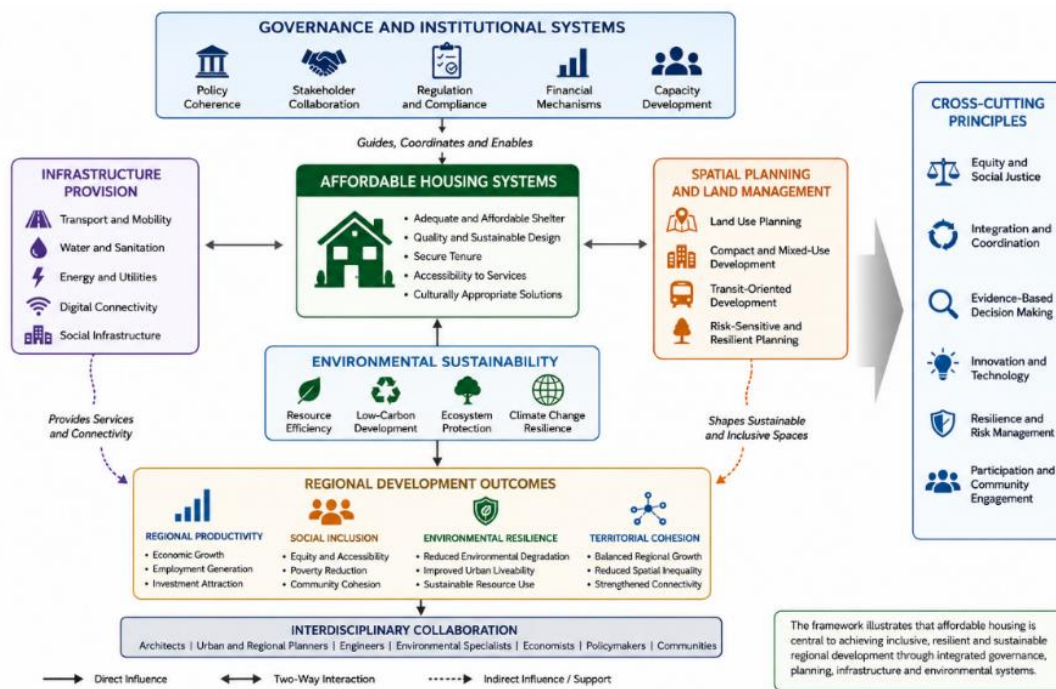 GOVERNANCE AND INSTITUTIONAL SYSTEMS
Policy
Coherence
Stakeholder
Collaboration
Regulation
and Compliance
Financial
Mechanisms
Capacity
Development
Guides, Coordinates and Enables
INFRASTRUCTURE
PROVISION
Transport and Mobility
Water and Sanitation
Energy and Utilities
Digital Connectivity
Social Infrastructure
AFFORDABLE HOUSING SYSTEMS
• Adequate and Affordable Shelter
• Quality and Sustainable Design
• Secure Tenure
• Accessibility to Services
• Culturally Appropriate Solutions
SPATIAL PLANNING
AND LAND MANAGEMENT
Land Use Planning
Compact and Mixed-Use
Development
Transit-Oriented
Development
Risk-Sensitive and
Resilient Planning
CROSS-CUTTING
PRINCIPLES
Equity and
Social Justice
Integration and
Coordination
Evidence-Based
Decision Making
Innovation and
Technology
Resilience and
Risk Management
Participation and
Community
Engagement
ENVIRONMENTAL SUSTAINABILITY
Resource
Efficiency
Low-Carbon
Development
Ecosystem
Protection
Climate Change
Resilience
Provides Services
and Connectivity
Shapes Sustainable
and Inclusive Spaces
REGIONAL DEVELOPMENT OUTCOMES
REGIONAL PRODUCTIVITY
• Economic Growth
• Employment Generation
• Investment Attraction
SOCIAL INCLUSION
• Equity and Accessibility
• Poverty Reduction
• Community Cohesion
ENVIRONMENTAL RESILIENCE
• Reduced Environmental Degradation
• Improved Urban Liveability
• Sustainable Resource Use
TERRITORIAL COHESION
• Balanced Regional Growth
• Reduced Spatial Inequality
• Strengthened Connectivity
INTERDISCIPLINARY COLLABORATION
Architects | Urban and Regional Planners | Engineers | Environmental Specialists | Economists | Policymakers | Communities
The framework illustrates that affordable housing is
central to achieving inclusive, resilient and sustainable
regional development through integrated governance,
planning, infrastructure and environmental systems.
Direct Influence
Two-Way Interaction
Indirect Influence / Support